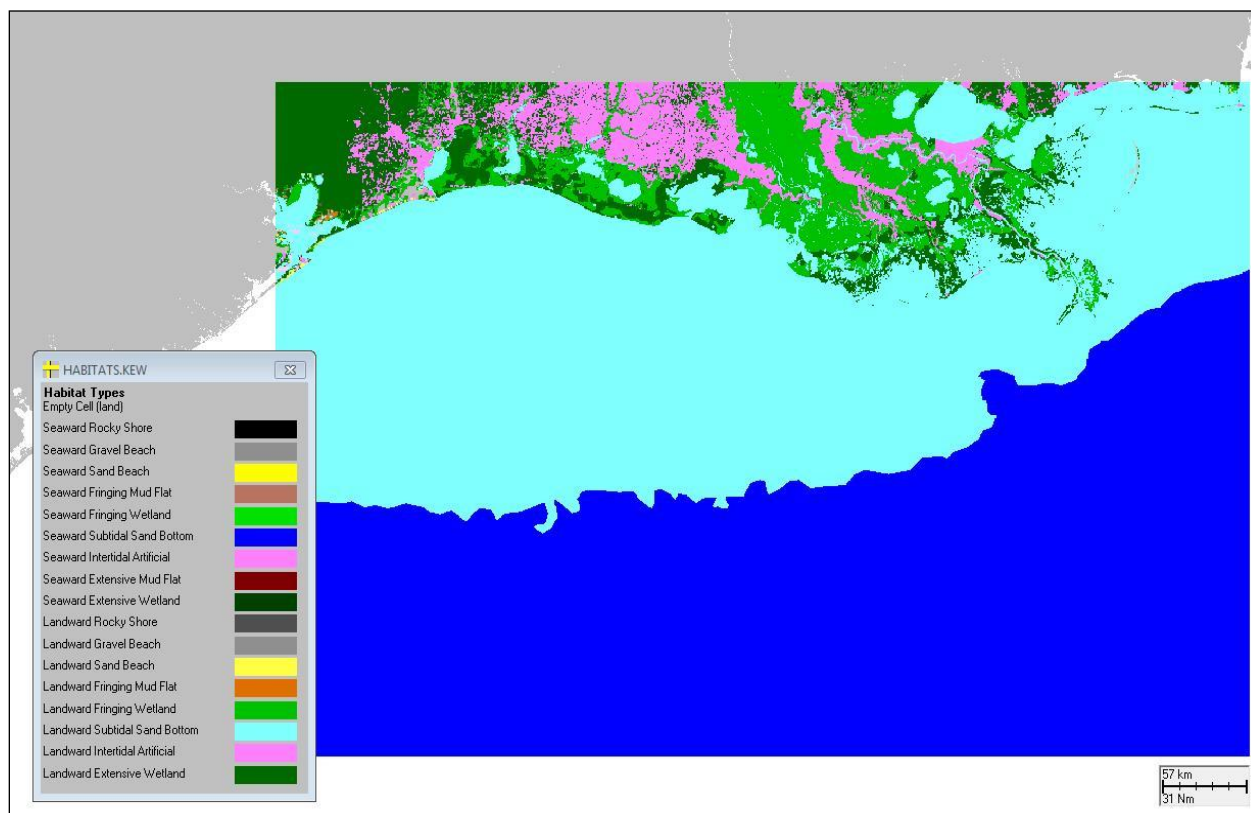 HABITATS.KEW
Habitat Types
Empty Cell (land)
Seaward Rocky Shore
Seaward Gravel Beach
Seaward Sand Beach
Seaward Fringing Mud Flat
Seaward Fringing Wetland
Seaward Subtidal Sand Bottom
Seaward Intertidal Artificial
Seaward Extensive Mud Flat
Seaward Extensive Wetland
Landward Rocky Shore
Landward Gravel Beach
Landward Sand Beach
Landward Fringing Mud Flat
Landward Fringing Wetland
Landward Subtidal Sand Bottom
Landward Intertidal Artificial
Landward Extensive Wetland
57 km
31 Nm